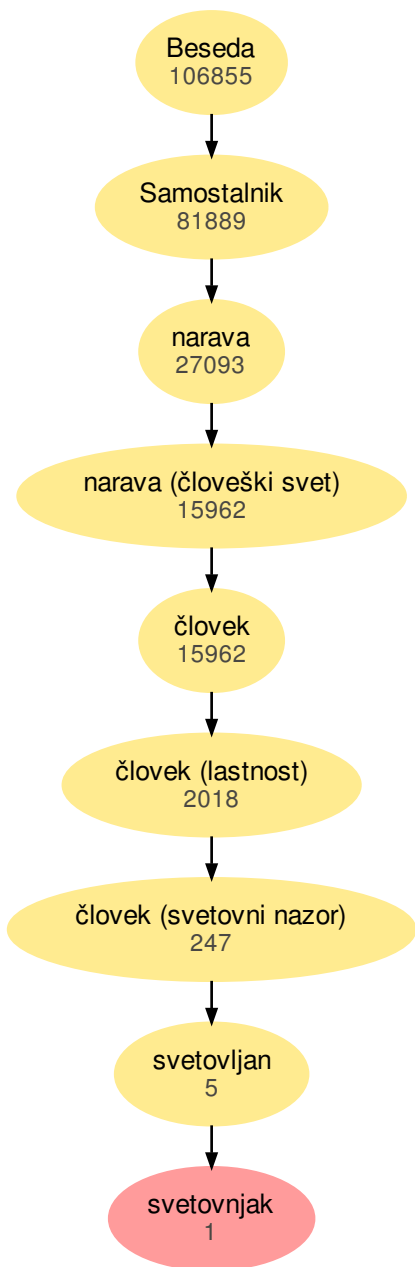 Beseda
106855
Samostalnik
81889
narava
27093
narava (človeški svet)
15962
človek
15962
človek (lastnost)
2018
človek (svetovni nazor)
247
svetovljan
5
svetovnjak
1